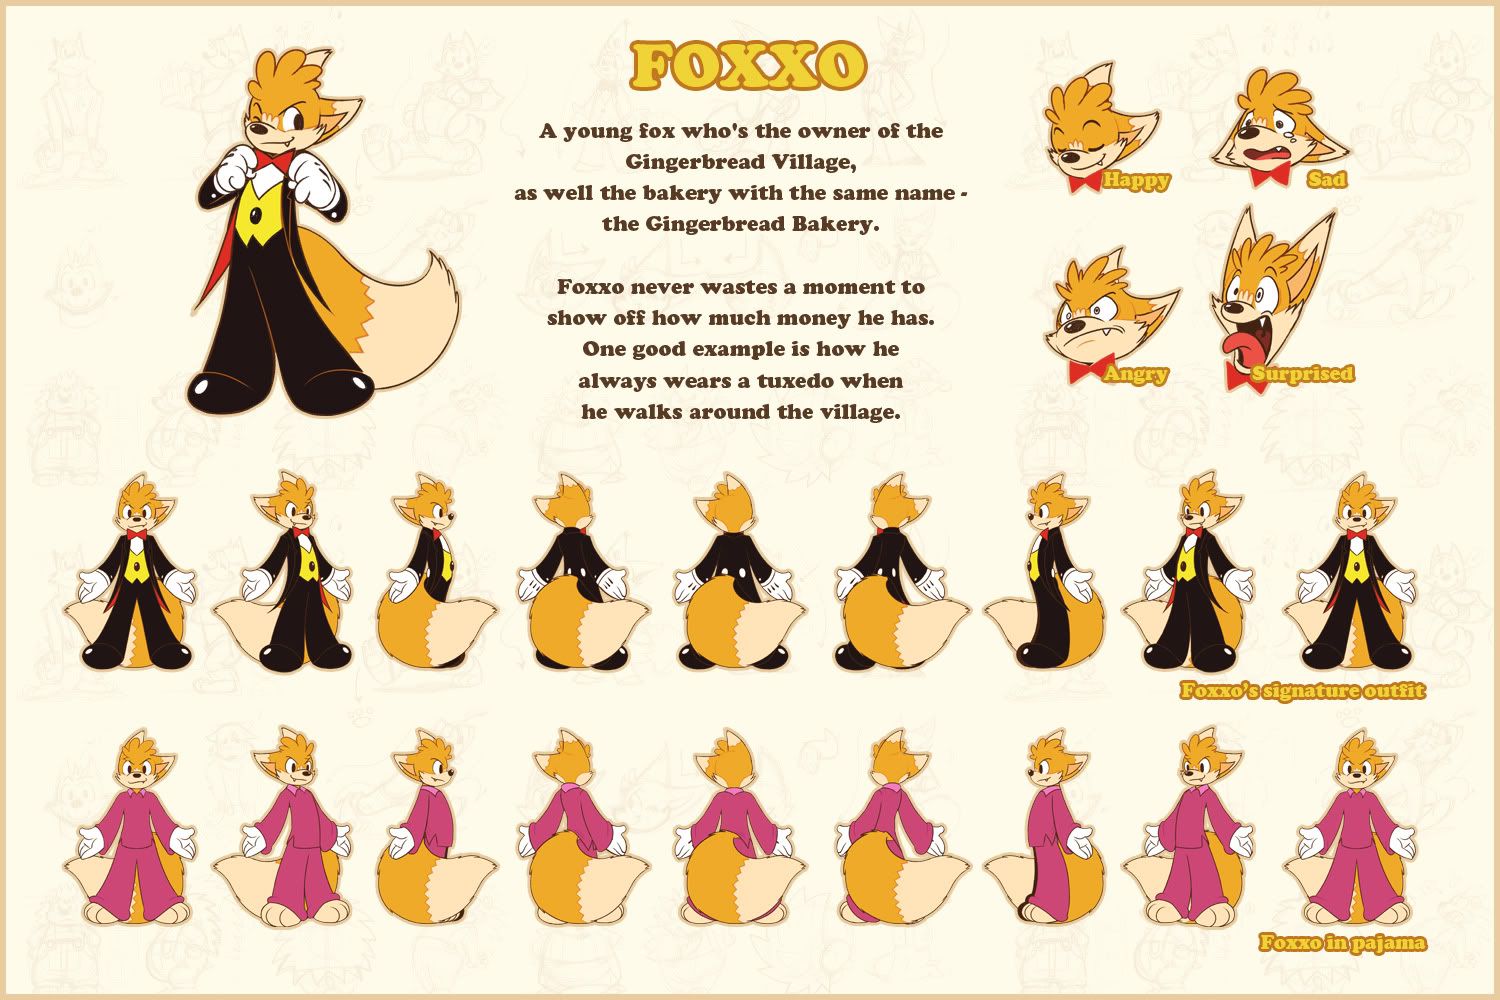 FOXXO
A young fox who's the owner of the
Gingerbread Village,
as well the bakery with the same name -
the Gingerbread Bakery.
Foxxo never wastes a moment to
show off how much money he has.
One good example is how he
always wears a tuxedo when
he walks around the village.
Happy
Sad
Angry
Surprised
Foxxo's signature outfit
Foxxo in pajama